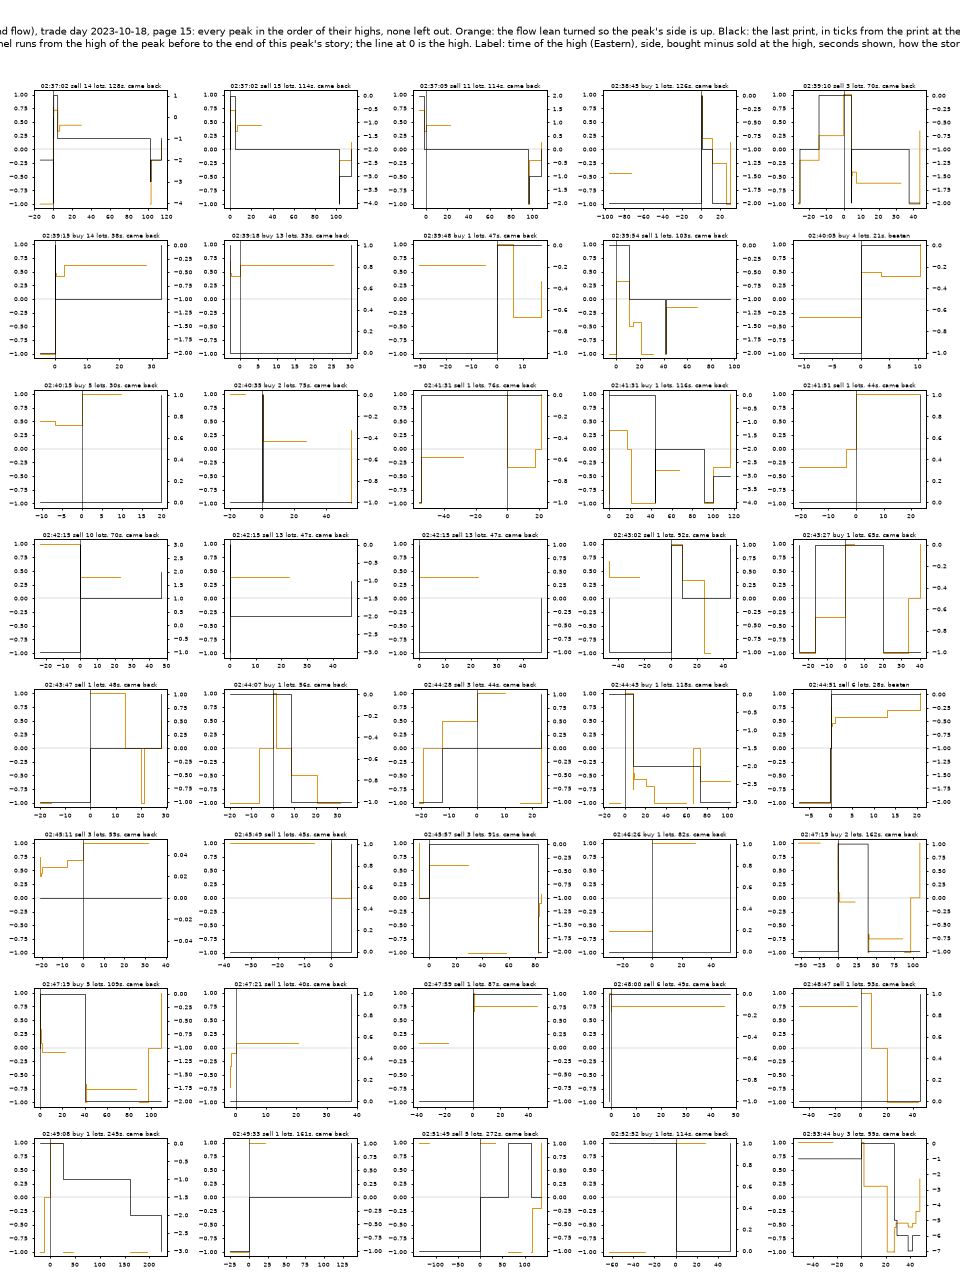 nd flow), trade day 2023-10-18, page 15: every peak in the order of their highs, none left out. Orange: the flow lean turned so the peak's side is up. Black: the last print, in ticks from the print at the
nel runs from the high of the peak before to the end of this peak's story; the line at 0 is the high. Label: time of the high (Eastern), side, bought minus sold at the high, seconds shown, how the stor
02:37:02 sell 14 lots. 128s. came back
02:37:02 sell 15 lots. 114s. came back
02:37:09 sell 11 lots. 114s. came back
02:38:45 buy 1 lots. 126s. came back
02:39:10 sell 3 lots. 70s. came back
02:39:15 buy 14 lots. 38s. came back
02:39:18 buy 13 lots. 33s. came back
02:39:48 buy 1 lots. 47s. came back
02:39:54 sell 1 lots. 103s. came back
02:40:05 buy 4 lots. 21s. beaten
02:40:15 buy 5 lots. 30s. came back
02:40:35 buy 2 lots. 75s. came back
02:41:31 sell 1 lots. 76s. came back
02:41:31 buy 1 lots. 116s. came back
02:41:51 sell 1 lots. 44s. came back
02:42:15 sell 10 lots. 70s. came back
02:42:15 sell 13 lots. 47s. came back
02:42:15 sell 13 lots. 47s. came back
02:43:02 sell 1 lots. 92s. came back
02:43:27 buy 1 lots. 65s. came back
02:43:47 sell 1 lots. 48s. came back
02:44:07 buy 1 lots. 56s. came back
02:44:28 sell 3 lots. 44s. came back
02:44:43 buy 1 lots. 118s. came back
02:44:51 sell 6 lots. 28s. beaten
02:45:11 sell 3 lots. 59s. came back
02:45:49 sell 1 lots. 45s. came back
02:45:57 sell 3 lots. 91s. came back
02:46:26 buy 1 lots. 82s. came back
02:47:19 buy 2 lots. 162s. came back
02:47:19 buy 5 lots. 109s. came back
02:47:21 sell 1 lots. 40s. came back
02:47:59 sell 1 lots. 87s. came back
02:48:00 sell 6 lots. 49s. came back
02:48:47 sell 1 lots. 93s. came back
02:49:08 buy 1 lots. 245s. came back
02:49:33 sell 1 lots. 161s. came back
02:51:49 sell 5 lots. 272s. came back
02:52:52 buy 1 lots. 114s. came back
02:53:44 buy 3 lots. 59s. came back